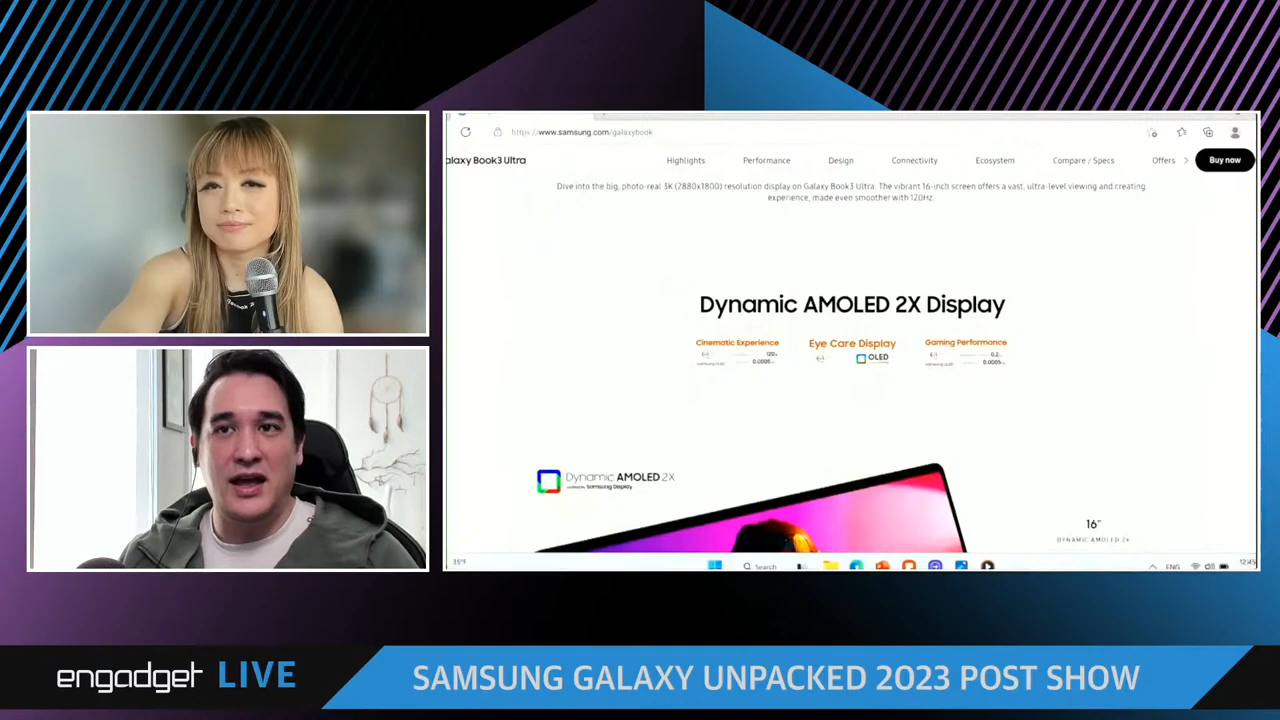 https://www.samsung.com/galaxybook
alaxy Book3 Ultra
Highlights
Performance
Design
Connectivity
Ecosystem
Compare / Specs
Offers
Buy now
Dive into the big, photo-real 3K (2880x1800) resolution display on Galaxy Book3 Ultra. The vibrant 16-inch screen offers a vast, ultra-level viewing and creating
experience, made even smoother with 120Hz.
Dynamic AMOLED 2X Display
Cinematic Experience
Eye Care Display
Gaming Performance
OLED
Dynamic AMOLED 2X
Samsung Display
16"
DYNAMIC AMOLED 2X
35°F
Search
ENG
engadget LIVE
SAMSUNG GALAXY UNPACKED 2023 POST SHOW